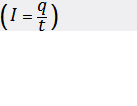 (I = q/t)